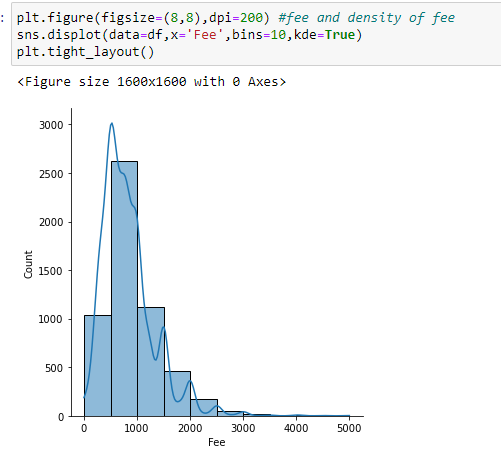 : plt.figure(figsize=(8,8),dpi=200) #fee and density of fee
sns.displot(data=df,x='Fee',bins=10,kde=True)
plt.tight_layout()
<Figure size 1600x1600 with 0 Axes>
3000
2500
2000
1500
1000
500
0
Count
0 1000 2000 3000 4000 5000
Fee